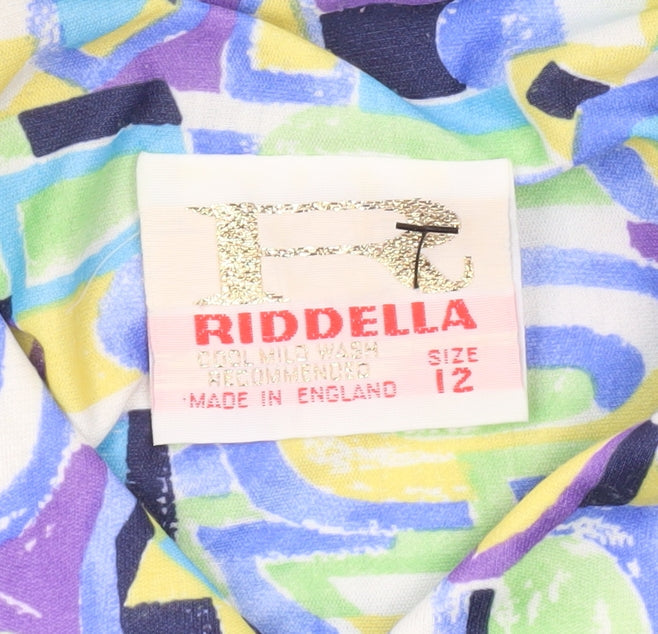 R
RIDDELLA
COOL MILD WASH
RECOMMENDED
MADE IN ENGLAND
SIZE
12